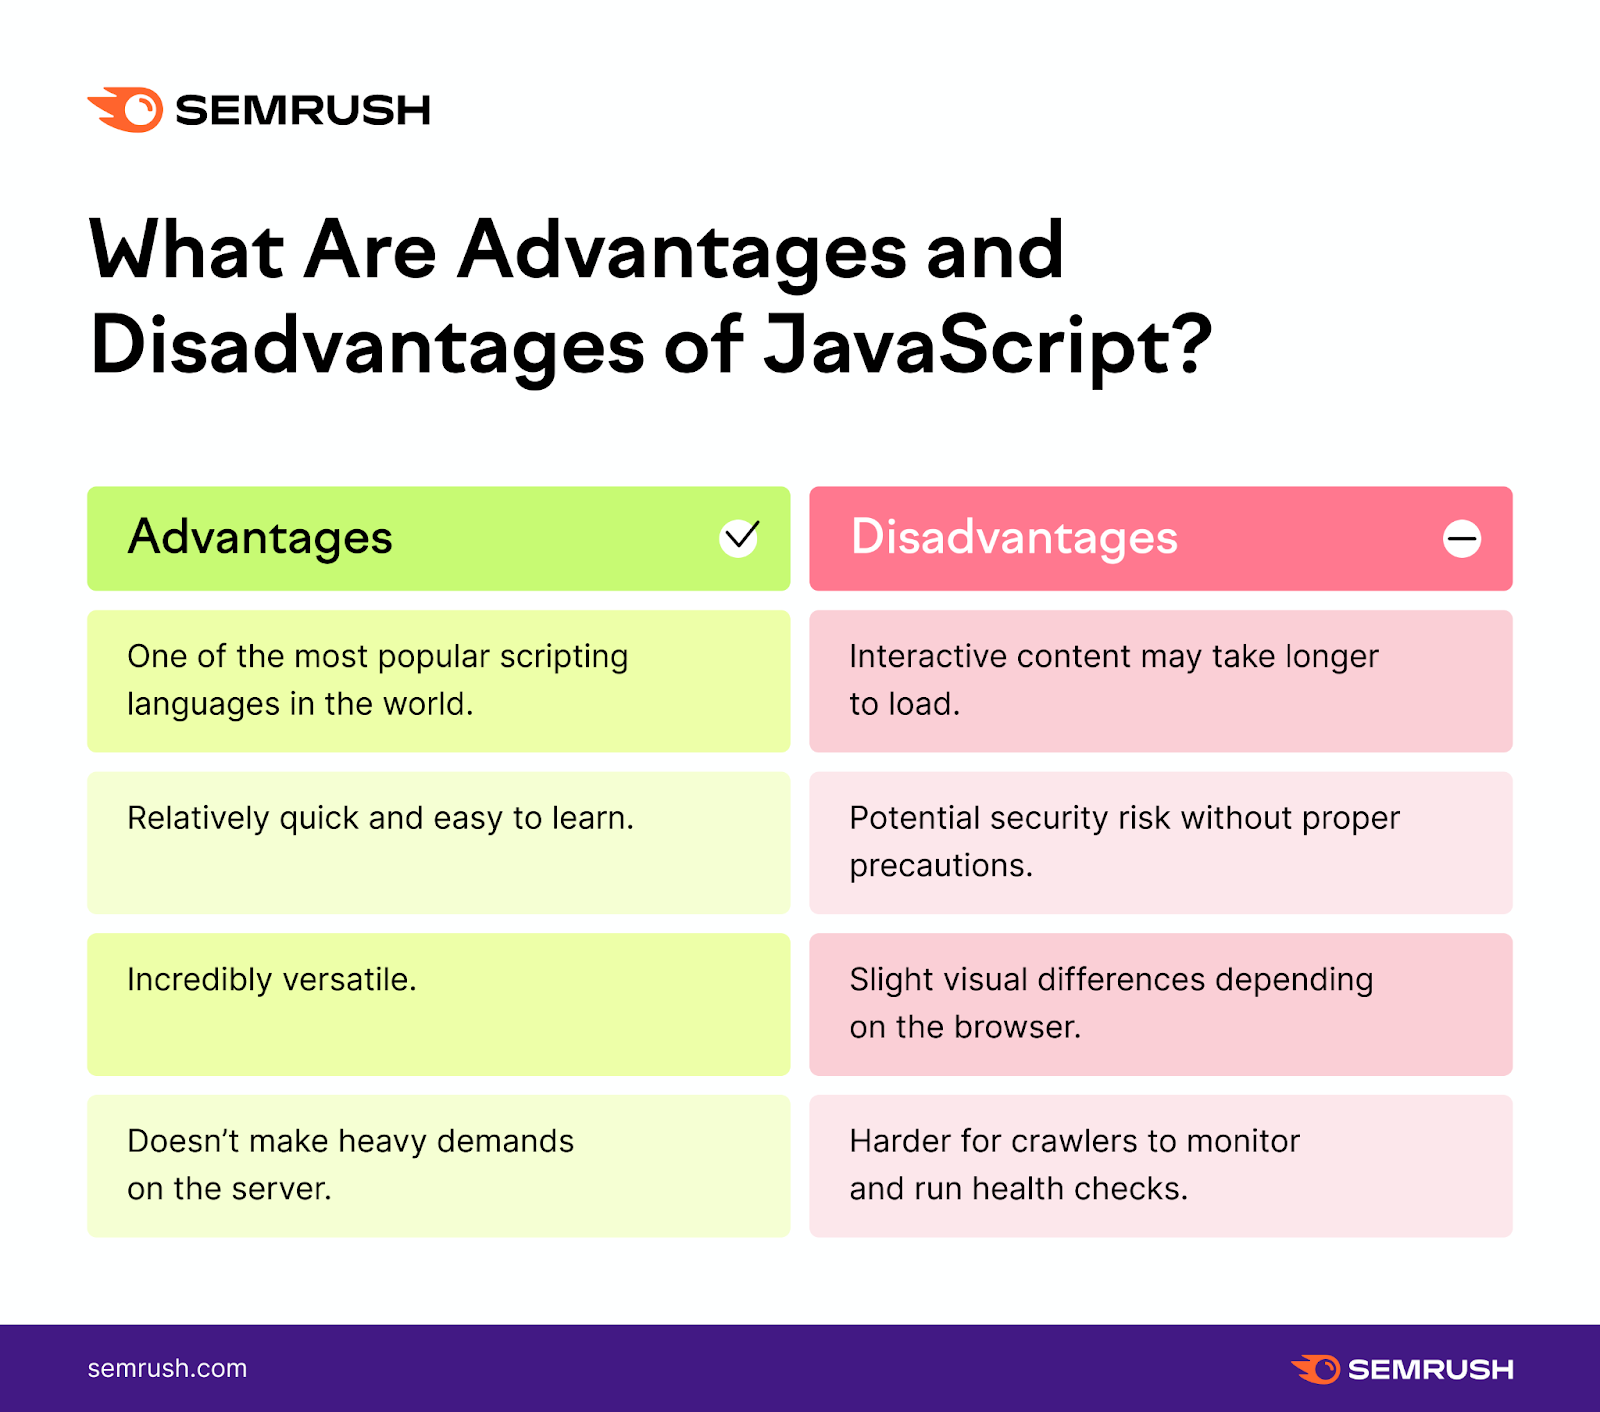 SEMRUSH
What Are Advantages and
Disadvantages of JavaScript?
Advantages
Disadvantages
One of the most popular scripting
languages in the world.
Interactive content may take longer
to load.
Relatively quick and easy to learn.
Potential security risk without proper
precautions.
Incredibly versatile.
Slight visual differences depending
on the browser.
Doesn’t make heavy demands
on the server.
Harder for crawlers to monitor
and run health checks.
semrush.com
SEMRUSH